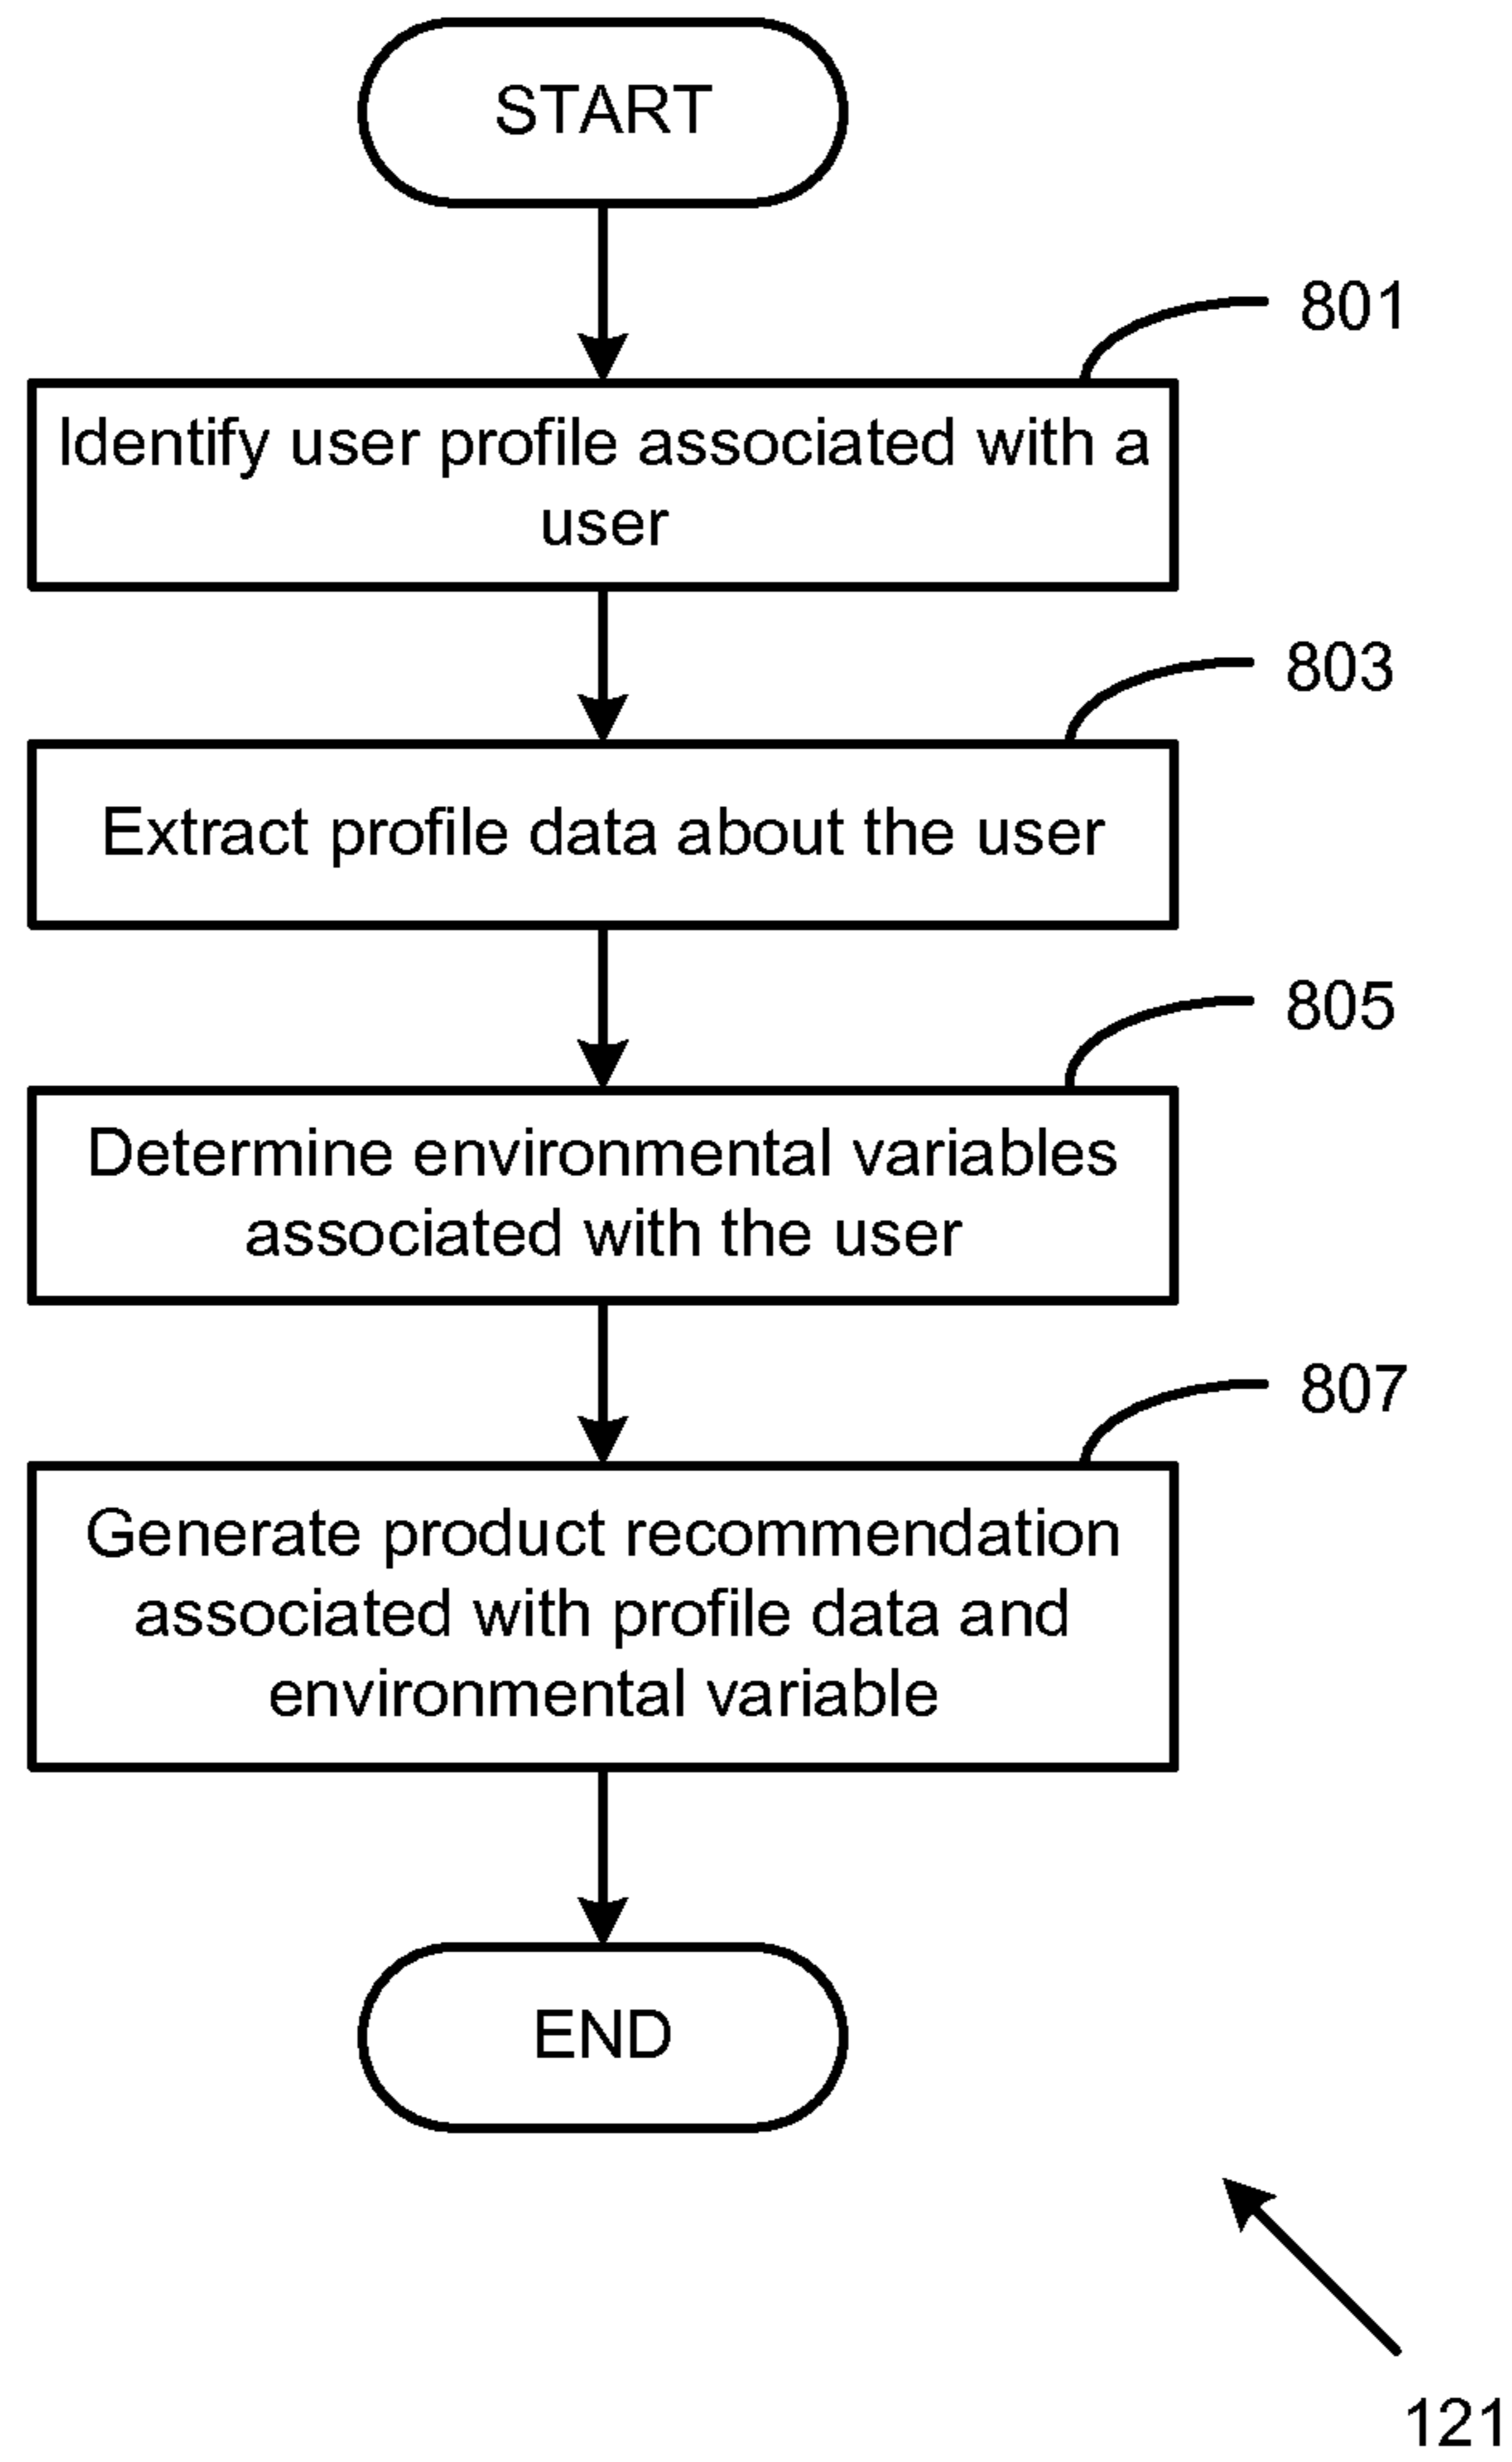 START
801
Identify user profile associated with a
user
803
Extract profile data about the user
805
Determine environmental variables
associated with the user
807
Generate product recommendation
associated with profile data and
environmental variable
END
121